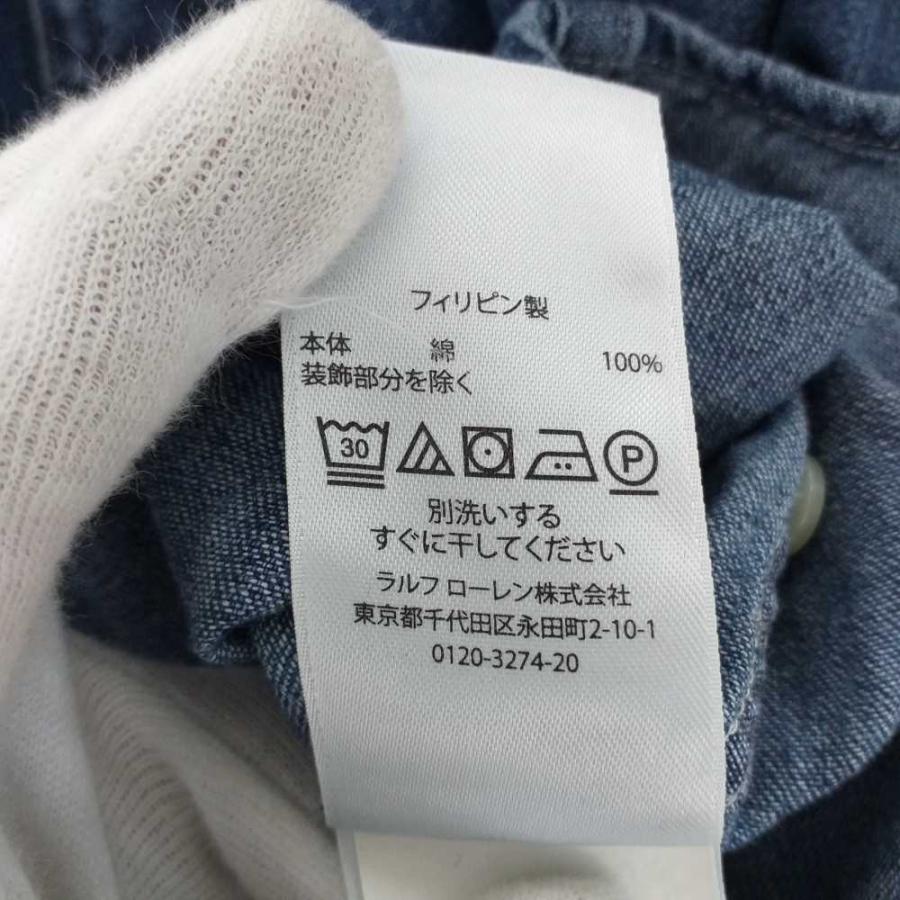 フィリピン製
本体 綿 100%
装飾部分を除く
30 P
別洗いする
すぐに干してください
ラルフ ローレン株式会社
東京都千代田区永田町2-10-1
0120-3274-20